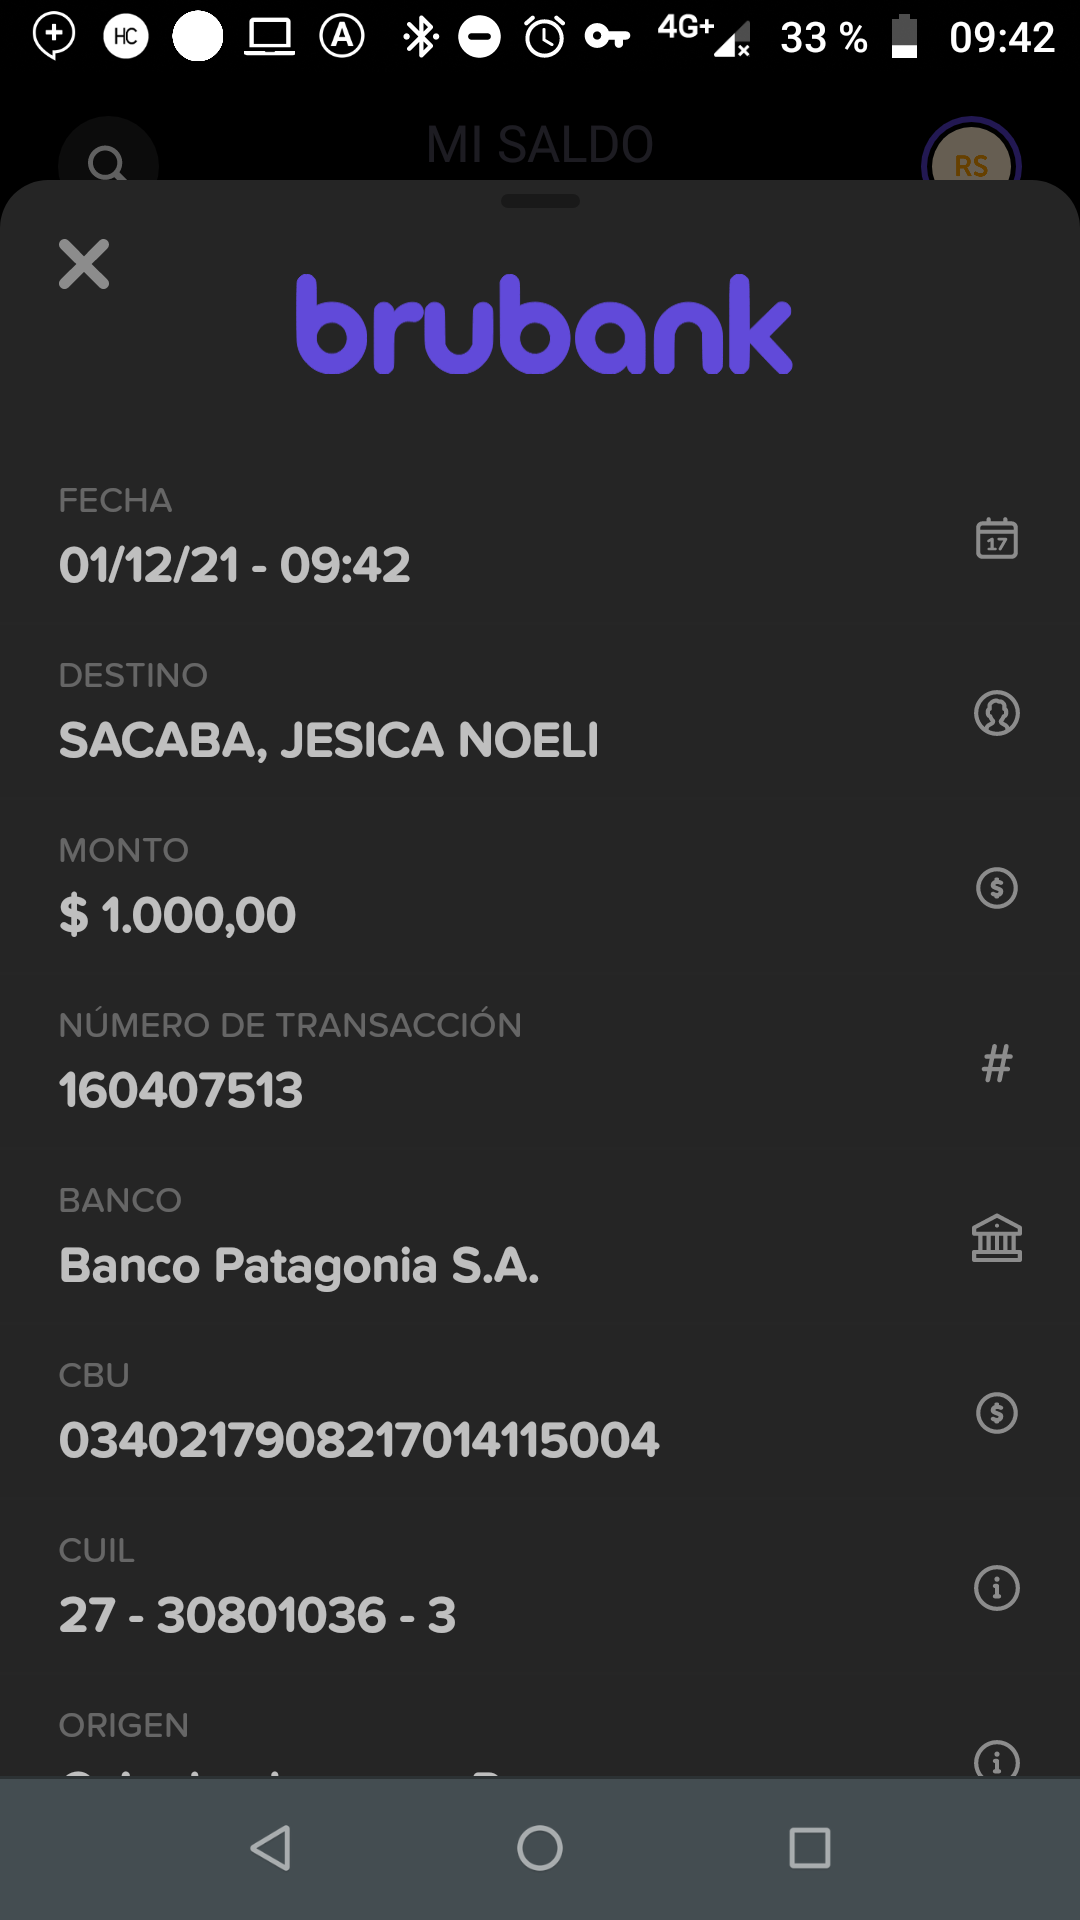 HC
A
4G+
33 %
09:42
MI SALDO
RS
brubank
FECHA
01/12/21 - 09:42
17
DESTINO
SACABA, JESICA NOELI
MONTO
$ 1.000,00
$
NÚMERO DE TRANSACCIÓN
160407513
#
BANCO
Banco Patagonia S.A.
CBU
0340217908217014115004
$
CUIL
27 - 30801036 - 3
ORIGEN